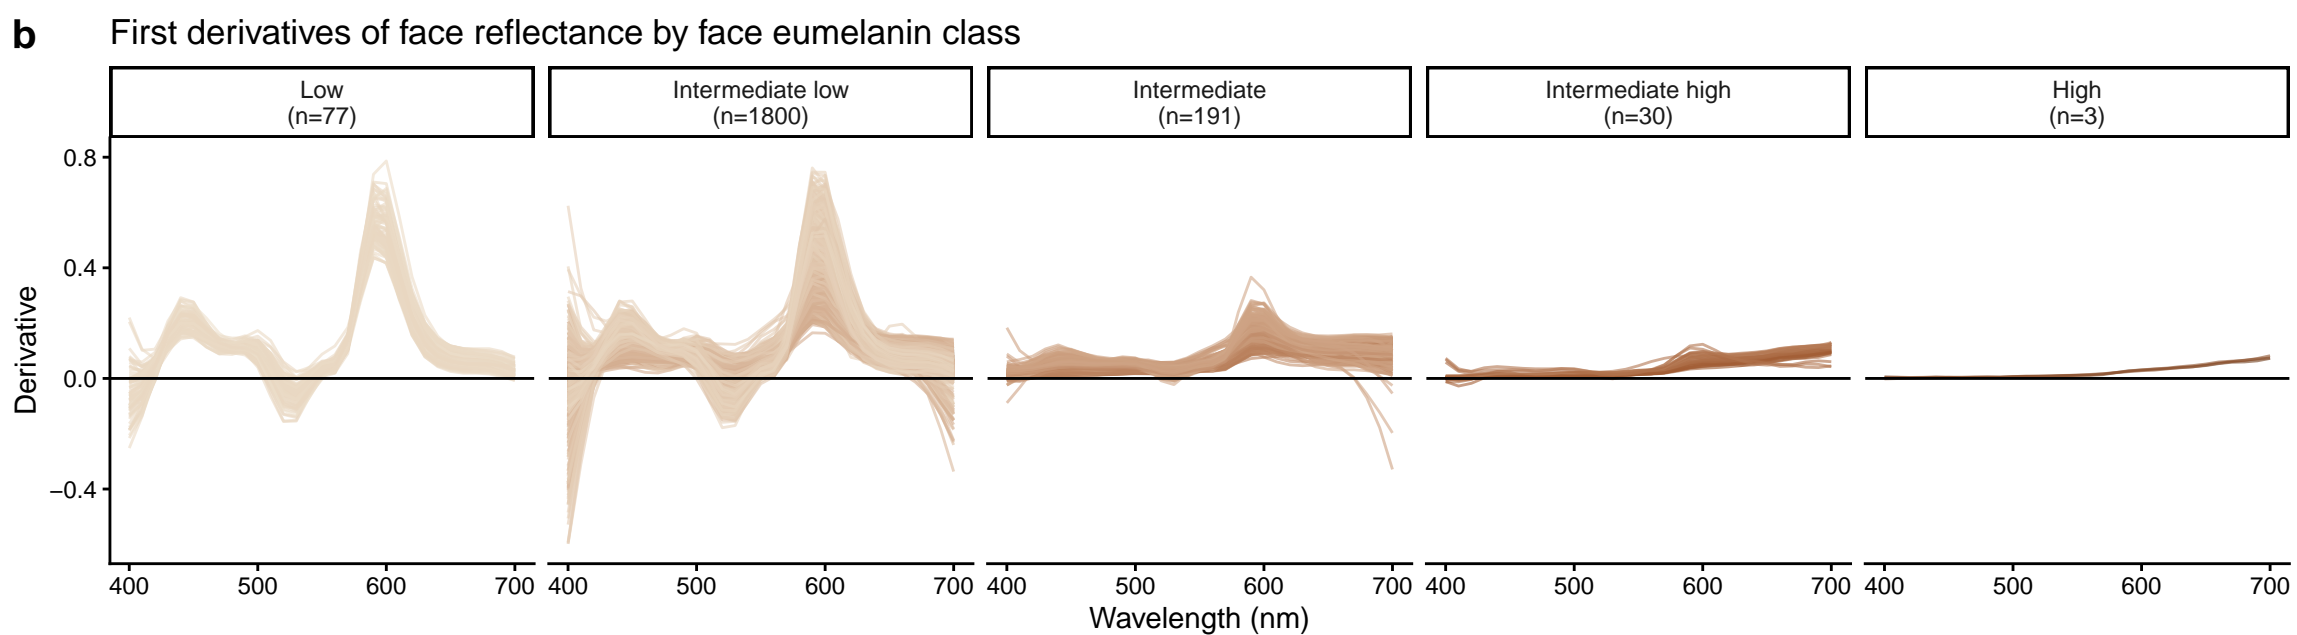 b First derivatives of face reflectance by face eumelanin class
Low
(n=77)
Intermediate low
(n=1800)
Intermediate
(n=191)
Intermediate high
(n=30)
High
(n=3)
Derivative
0.8
0.4
0.0
−0.4
400 500 600 700 400 500 600 700 400 500 600 700 400 500 600 700 400 500 600 700
Wavelength (nm)